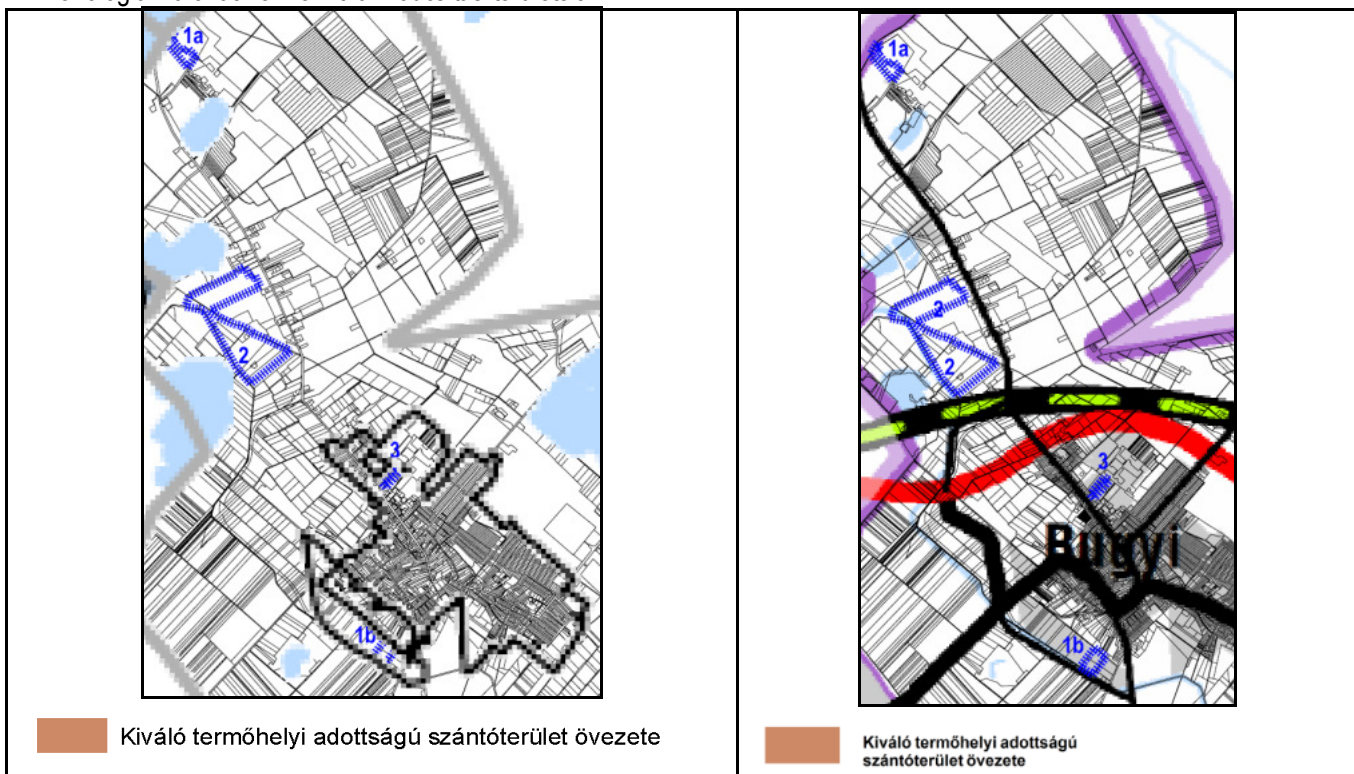 1a
2
3
1b
Kiváló termőhelyi adottságú szántóterület övezete
1a
2
2
3
Bugyi
1b
Kiváló termőhelyi adottságú
szántóterület övezete